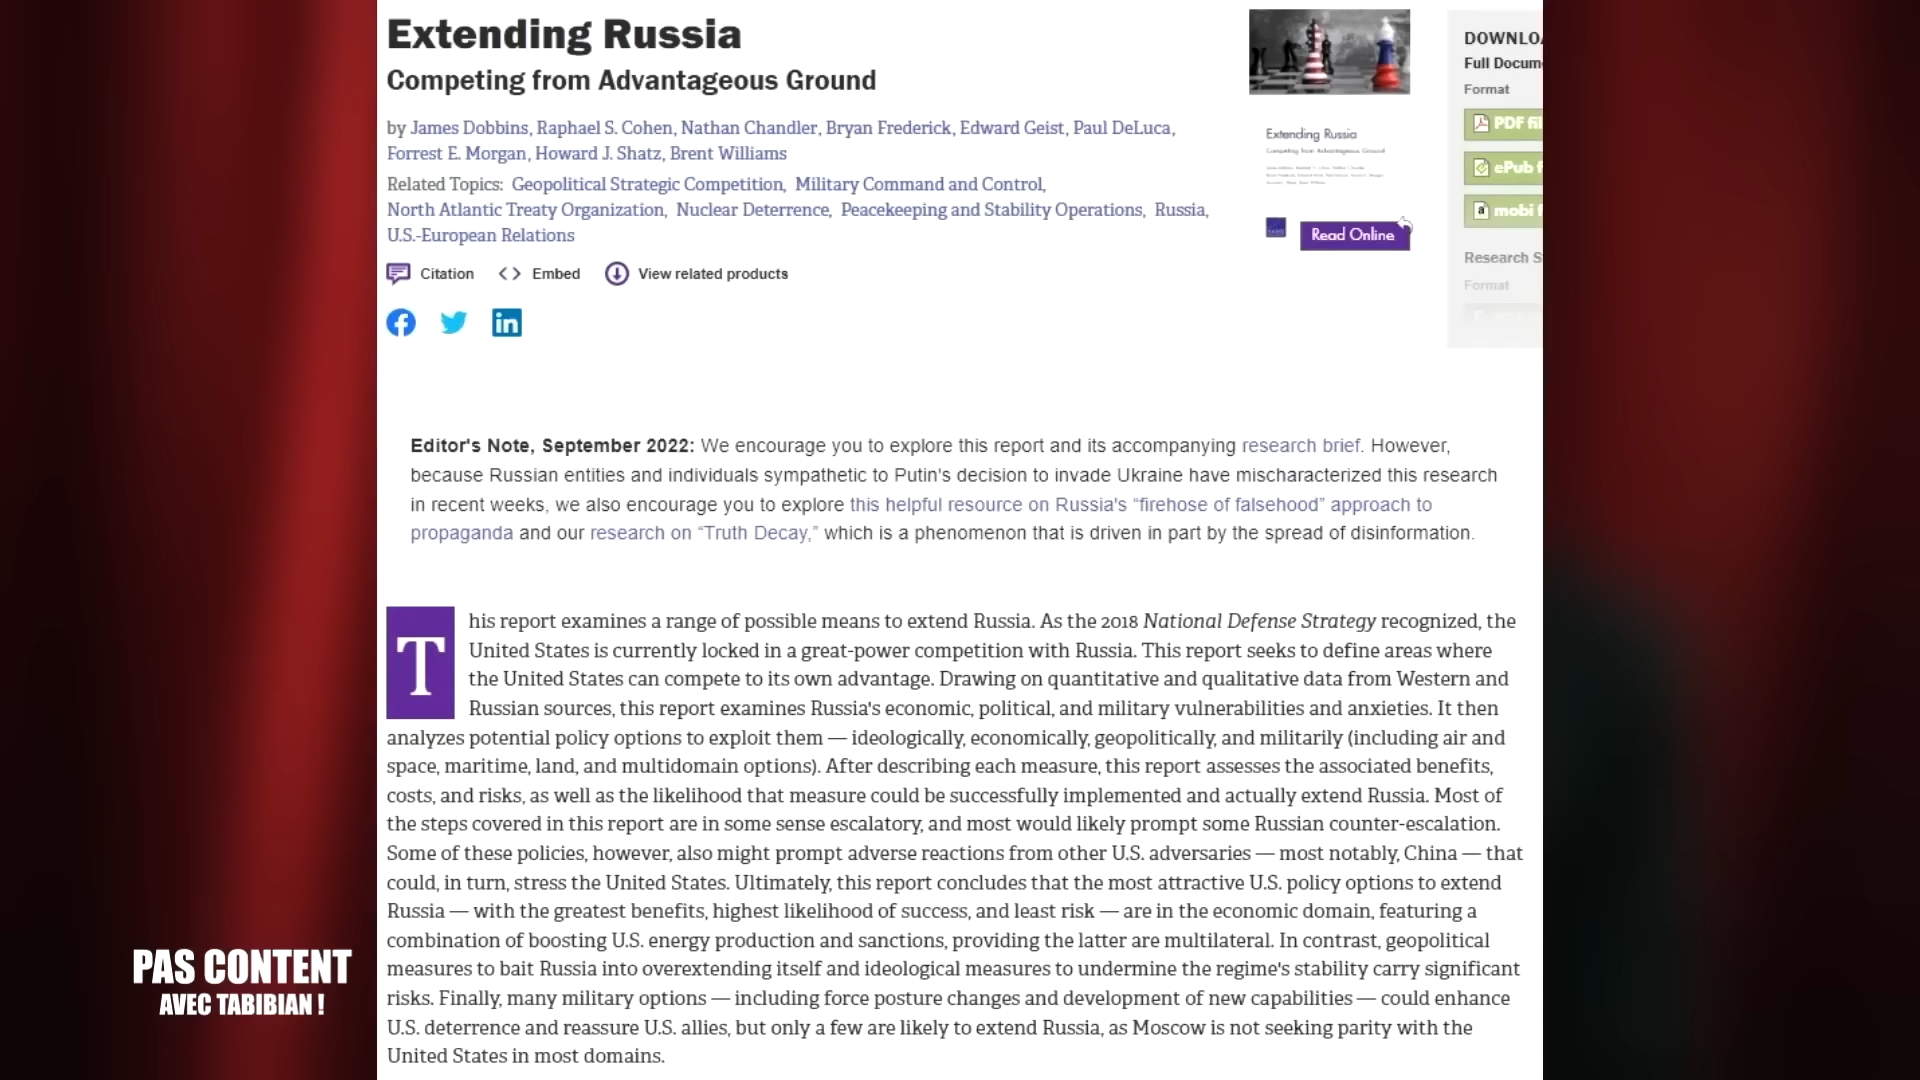 Extending Russia
Competing from Advantageous Ground
by James Dobbins, Raphael S. Cohen, Nathan Chandler, Bryan Frederick, Edward Geist, Paul DeLuca,
Forrest E. Morgan, Howard J. Shatz, Brent Williams
Related Topics: Geopolitical Strategic Competition, Military Command and Control,
North Atlantic Treaty Organization, Nuclear Deterrence, Peacekeeping and Stability Operations, Russia,
U.S.-European Relations
Citation Embed View related products
in
Extending Russia
Competing from Advantageous Ground
Read Online
DOWNLOA
Full Docum
Format
PDF fil
ePub f
a mobi f
Research S
Format
Editor's Note, September 2022: We encourage you to explore this report and its accompanying research brief. However,
because Russian entities and individuals sympathetic to Putin's decision to invade Ukraine have mischaracterized this research
in recent weeks, we also encourage you to explore this helpful resource on Russia's “firehose of falsehood” approach to
propaganda and our research on “Truth Decay,” which is a phenomenon that is driven in part by the spread of disinformation.
This report examines a range of possible means to extend Russia. As the 2018 National Defense Strategy recognized, the
United States is currently locked in a great-power competition with Russia. This report seeks to define areas where
the United States can compete to its own advantage. Drawing on quantitative and qualitative data from Western and
Russian sources, this report examines Russia's economic, political, and military vulnerabilities and anxieties. It then
analyzes potential policy options to exploit them — ideologically, economically, geopolitically, and militarily (including air and
space, maritime, land, and multidomain options). After describing each measure, this report assesses the associated benefits,
costs, and risks, as well as the likelihood that measure could be successfully implemented and actually extend Russia. Most of
the steps covered in this report are in some sense escalatory, and most would likely prompt some Russian counter-escalation.
Some of these policies, however, also might prompt adverse reactions from other U.S. adversaries — most notably, China — that
could, in turn, stress the United States. Ultimately, this report concludes that the most attractive U.S. policy options to extend
Russia — with the greatest benefits, highest likelihood of success, and least risk — are in the economic domain, featuring a
combination of boosting U.S. energy production and sanctions, providing the latter are multilateral. In contrast, geopolitical
measures to bait Russia into overextending itself and ideological measures to undermine the regime's stability carry significant
risks. Finally, many military options — including force posture changes and development of new capabilities — could enhance
U.S. deterrence and reassure U.S. allies, but only a few are likely to extend Russia, as Moscow is not seeking parity with the
United States in most domains.
PAS CONTENT
AVEC TABIBIAN !